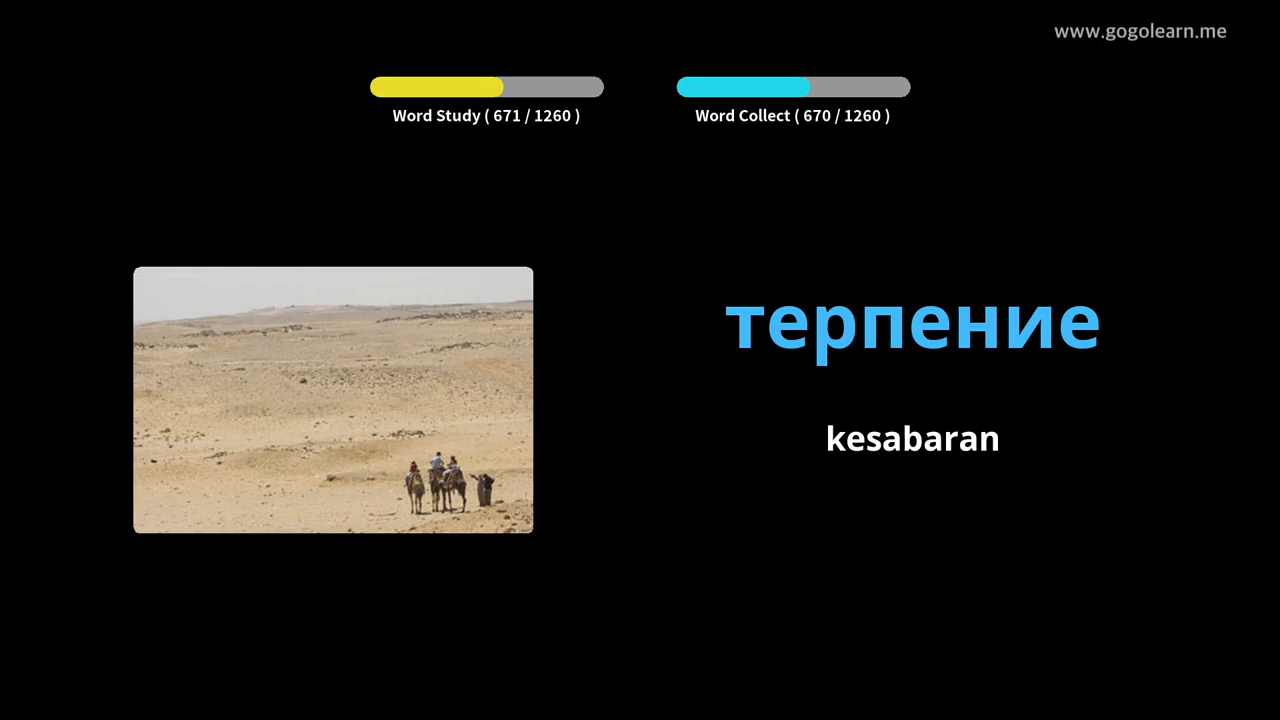 www.gogolearn.me
Word Study ( 671 / 1260 )
Word Collect ( 670 / 1260 )
терпение
kesabaran